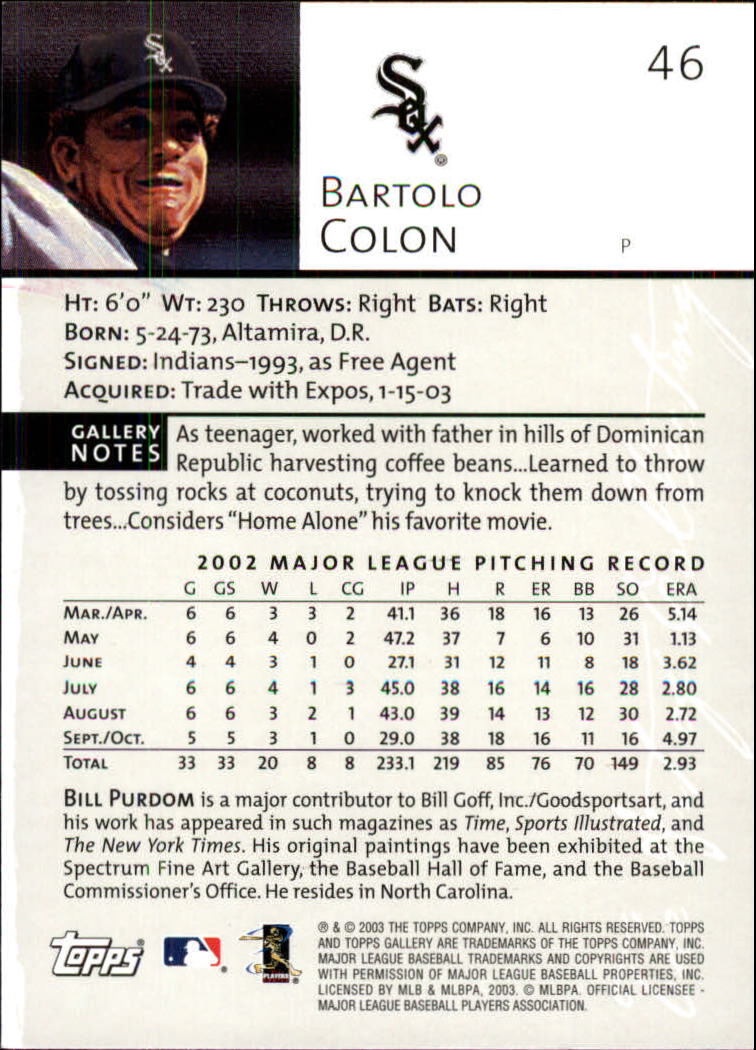 46
Sox
Sox
BARTOLO
COLON
P
HT: 6'0" WT: 230 THROWS: Right BATS: Right
BORN: 5-24-73, Altamira, D.R.
SIGNED: Indians–1993, as Free Agent
ACQUIRED: Trade with Expos, 1-15-03
GALLERY
NOTES
As teenager, worked with father in hills of Dominican
Republic harvesting coffee beans...Learned to throw
by tossing rocks at coconuts, trying to knock them down from
trees...Considers "Home Alone" his favorite movie.
2002 MAJOR LEAGUE PITCHING RECORD
G GS W L CG IP H R ER BB SO ERA
MAR./APR. 6 6 3 3 2 41.1 36 18 16 13 26 5.14
MAY 6 6 4 0 2 47.2 37 7 6 10 31 1.13
JUNE 4 4 3 1 0 27.1 31 12 11 8 18 3.62
JULY 6 6 4 1 3 45.0 38 16 14 16 28 2.80
AUGUST 6 6 3 2 1 43.0 39 14 13 12 30 2.72
SEPT./OCT. 5 5 3 1 0 29.0 38 18 16 11 16 4.97
TOTAL 33 33 20 8 8 233.1 219 85 76 70 149 2.93
BILL PURDOM is a major contributor to Bill Goff, Inc./Goodsportsart, and
his work has appeared in such magazines as Time, Sports Illustrated, and
The New York Times. His original paintings have been exhibited at the
Spectrum Fine Art Gallery, the Baseball Hall of Fame, and the Baseball
Commissioner's Office. He resides in North Carolina.
Topps®
PLAYERS
® & © 2003 THE TOPPS COMPANY, INC. ALL RIGHTS RESERVED. TOPPS
AND TOPPS GALLERY ARE TRADEMARKS OF THE TOPPS COMPANY, INC.
MAJOR LEAGUE BASEBALL TRADEMARKS AND COPYRIGHTS ARE USED
WITH PERMISSION OF MAJOR LEAGUE BASEBALL PROPERTIES, INC.
LICENSED BY MLB & MLBPA, 2003. © MLBPA. OFFICIAL LICENSEE -
MAJOR LEAGUE BASEBALL PLAYERS ASSOCIATION.